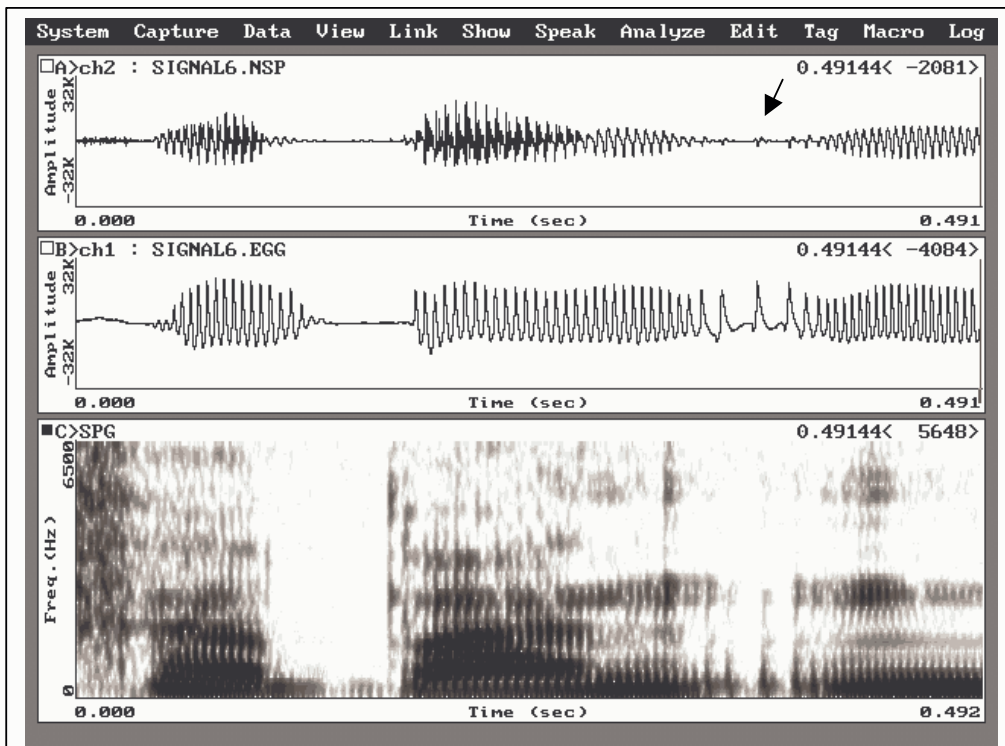 System Capture Data View Link Show Speak Analyze Edit Tag Macro Log
A>ch2 : SIGNAL6.NSP 0.49144< -2081>
Amplitude
-32K 32K
0.000 Time (sec) 0.491
B>ch1 : SIGNAL6.EGG 0.49144< -4084>
Amplitude
-32K 32K
0.000 Time (sec) 0.491
C>SPG 0.49144< 5648>
Freq.(Hz)
0 6500
0.000 Time (sec) 0.492